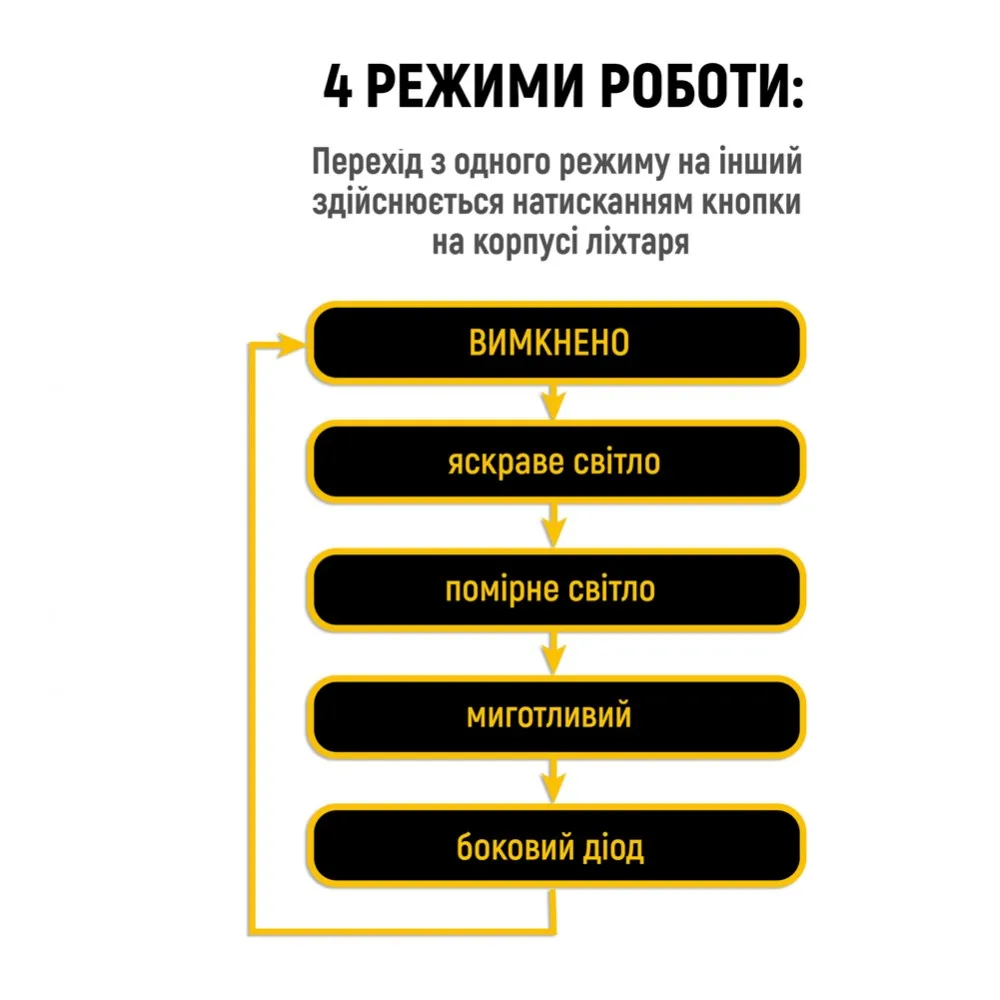 4 РЕЖИМИ РОБОТИ:
Перехід з одного режиму на інший
здійснюється натисканням кнопки
на корпусі ліхтаря
ВИМКНЕНО
яскраве світло
помірне світло
миготливий
боковий діод